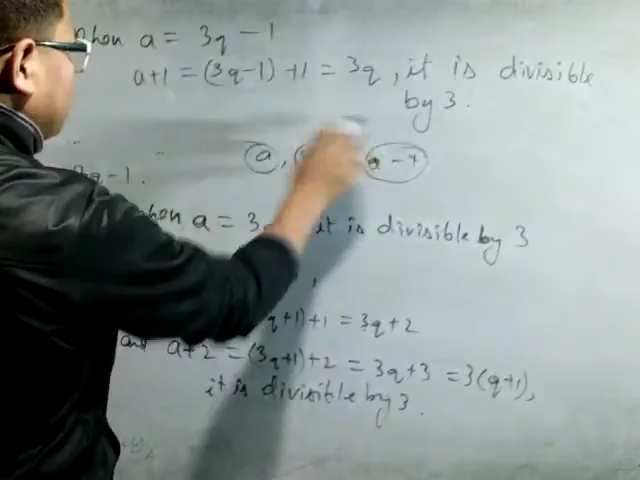 when a = 3q - 1
a+1 = (3q-1) +1 = 3q, it is divisible
by 3.
a,
3q-1.
when a = 3 it is divisible by 3
q+1)+1 = 3q+2
and a+2 = (3q+1)+2 = 3q+3 = 3(q+1),
it is divisible by 3.